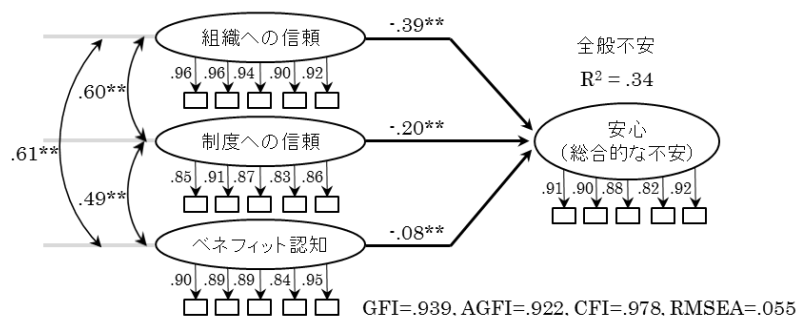 組織への信頼
-.39**
全般不安
R² = .34
.96 .96 .94 .90 .92
.60**
制度への信頼
-.20**
安心
（総合的な不安）
.61**
.85 .91 .87 .83 .86
.91 .90 .88 .82 .92
.49**
ベネフィット認知
-.08**
.90 .89 .89 .84 .95
GFI=.939, AGFI=.922, CFI=.978, RMSEA=.055